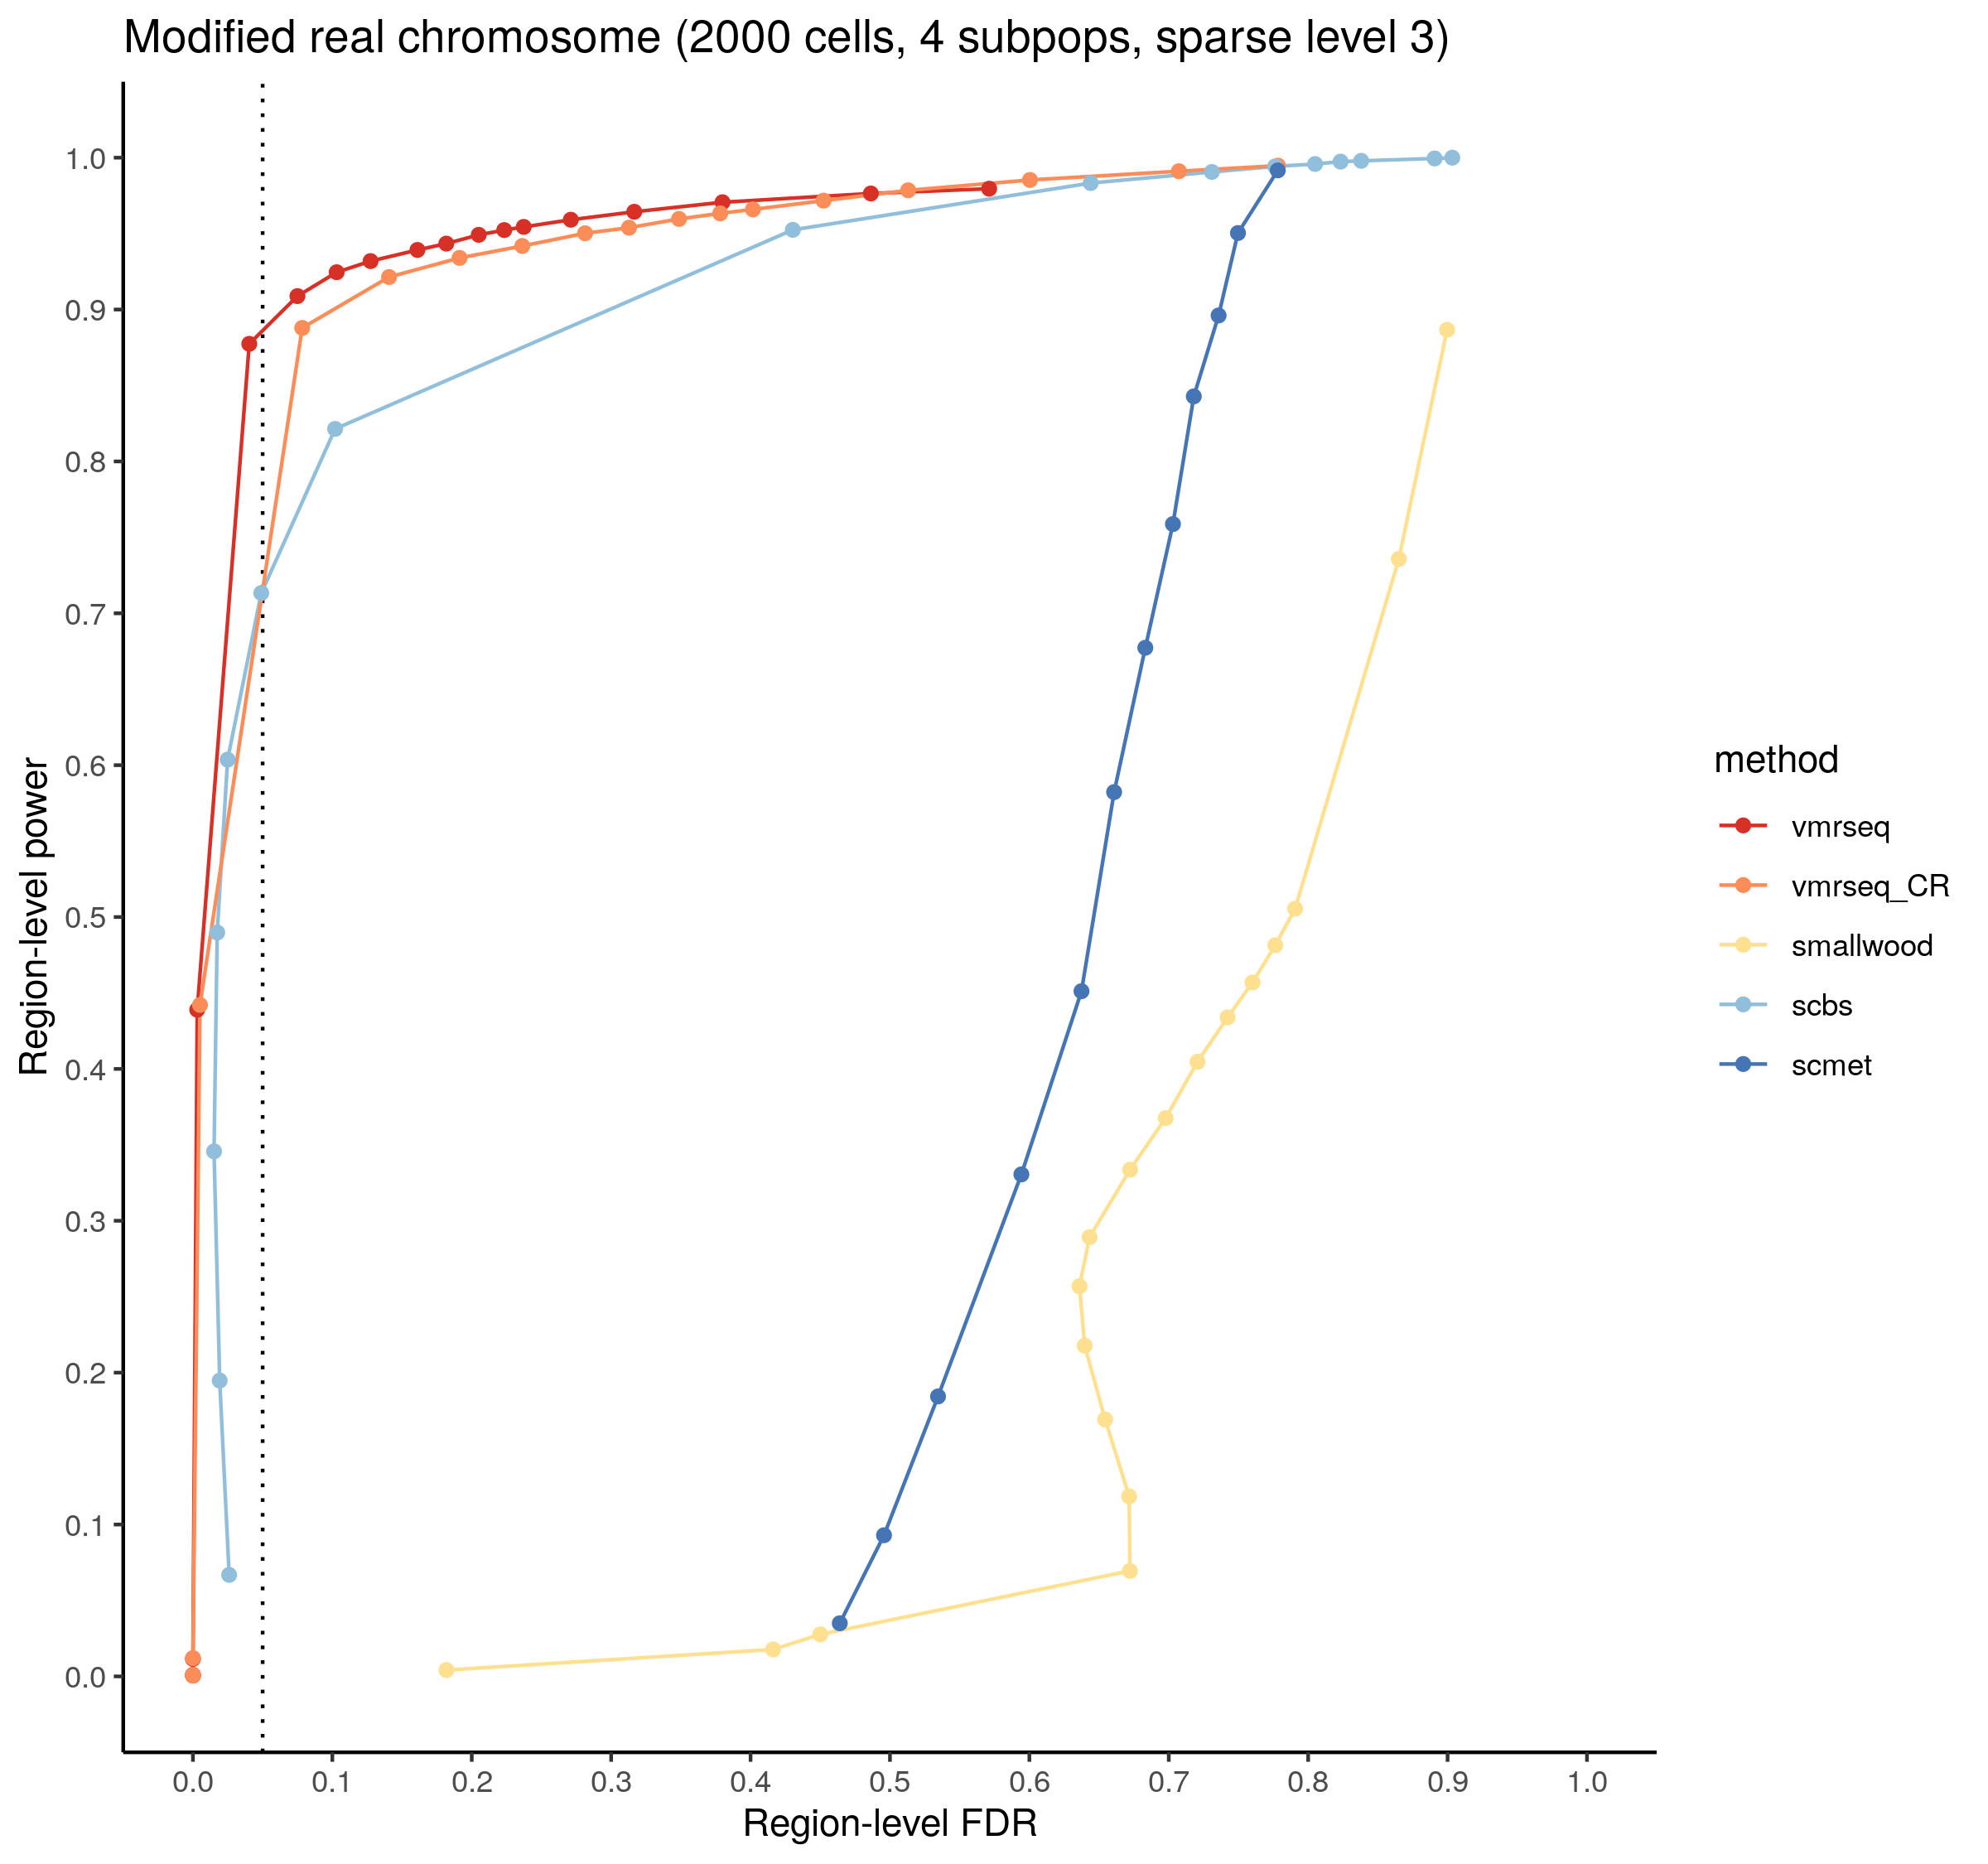 Modified real chromosome (2000 cells, 4 subpops, sparse level 3)
1.0
0.9
0.8
0.7
0.6
0.5
0.4
0.3
0.2
0.1
0.0
Region-level power
0.0 0.1 0.2 0.3 0.4 0.5 0.6 0.7 0.8 0.9 1.0
Region-level FDR
method
vmrseq
vmrseq_CR
smallwood
scbs
scmet